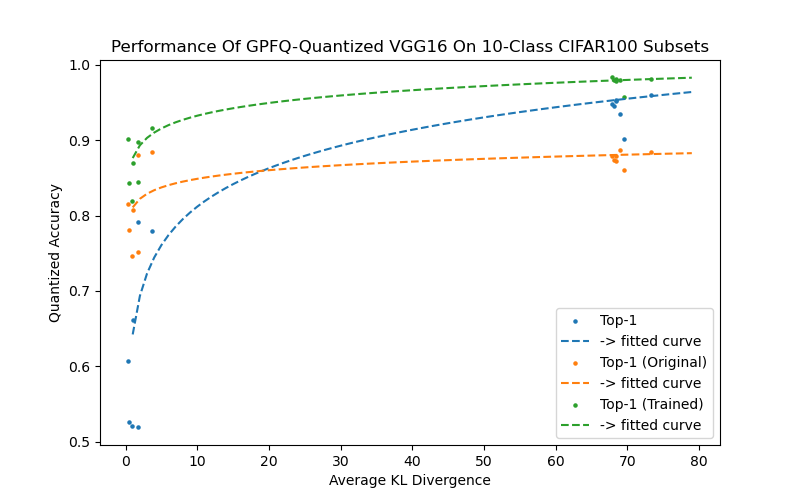 Performance Of GPFQ-Quantized VGG16 On 10-Class CIFAR100 Subsets
1.0
0.9
0.8
0.7
0.6
0.5
Quantized Accuracy
Top-1
-> fitted curve
Top-1 (Original)
-> fitted curve
Top-1 (Trained)
-> fitted curve
0 10 20 30 40 50 60 70 80
Average KL Divergence